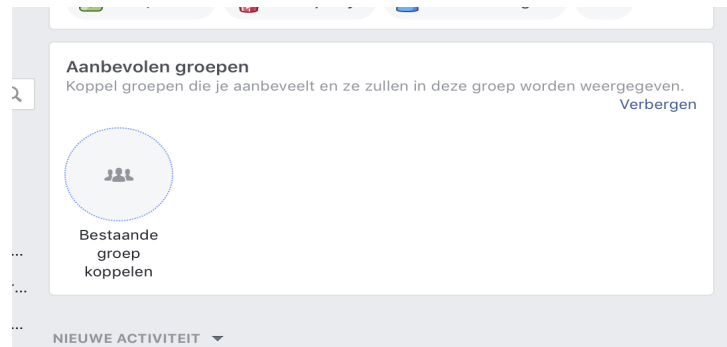 Aanbevolen groepen
Koppel groepen die je aanbeveelt en ze zullen in deze groep worden weergegeven.
Verbergen
Bestaande
groep
koppelen
...
...
...
NIEUWE ACTIVITEIT